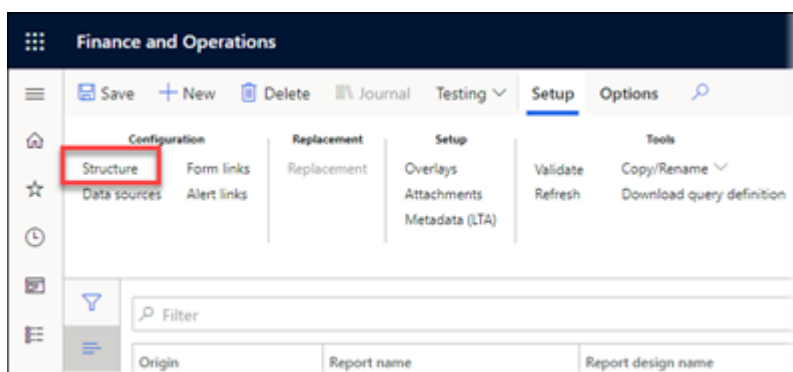 Finance and Operations
Save New Delete Journal Testing Setup Options
Configuration Replacement Setup Tools
Structure Form links Replacement Overlays Validate Copy/Rename
Data sources Alert links Attachments Refresh Download query definition
Metadata (LTA)
Filter
Origin Report name Report design name